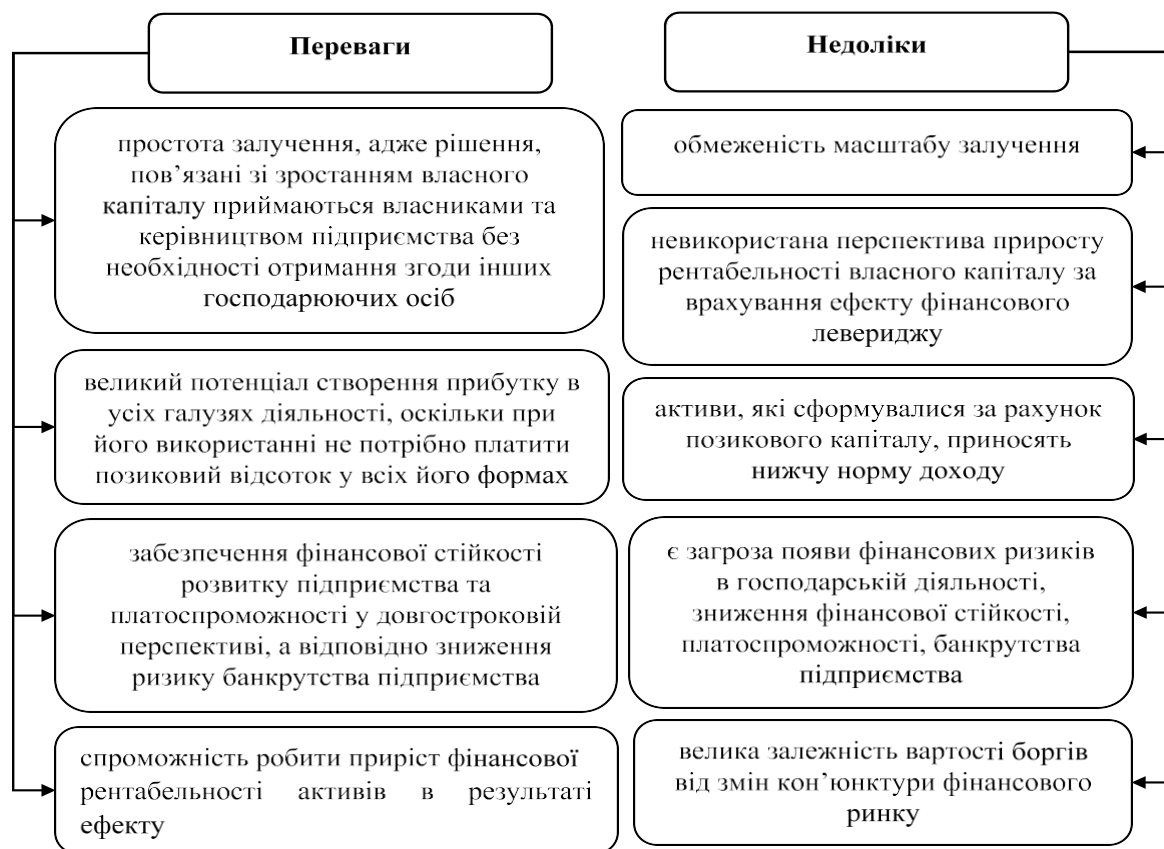 Переваги
простота залучення, адже рішення,
пов’язані зі зростанням власного
капіталу приймаються власниками та
керівництвом підприємства без
необхідності отримання згоди інших
господарюючих осіб
великий потенціал створення прибутку в
усіх галузях діяльності, оскільки при
його використанні не потрібно платити
позиковий відсоток у всіх його формах
забезпечення фінансової стійкості
розвитку підприємства та
платоспроможності у довгостроковій
перспективі, а відповідно зниження
ризику банкрутства підприємства
спроможність робити приріст фінансової
рентабельності активів в результаті
ефекту
Недоліки
обмеженість масштабу залучення
невикористана перспектива приросту
рентабельності власного капіталу за
врахування ефекту фінансового
левериджу
активи, які сформувалися за рахунок
позикового капіталу, приносять
нижчу норму доходу
є загроза появи фінансових ризиків
в господарській діяльності,
зниження фінансової стійкості,
платоспроможності, банкрутства
підприємства
велика залежність вартості боргів
від змін кон’юнктури фінансового
ринку